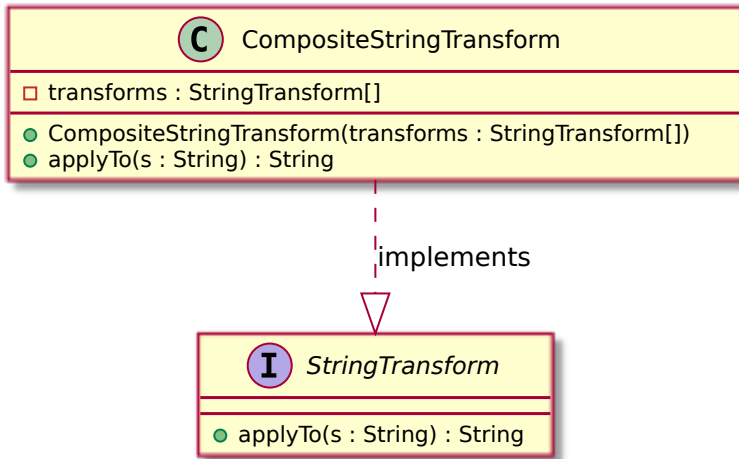 C CompositeStringTransform
transforms : StringTransform[]
CompositeStringTransform(transforms : StringTransform[])
applyTo(s : String) : String
implements
I StringTransform
applyTo(s : String) : String